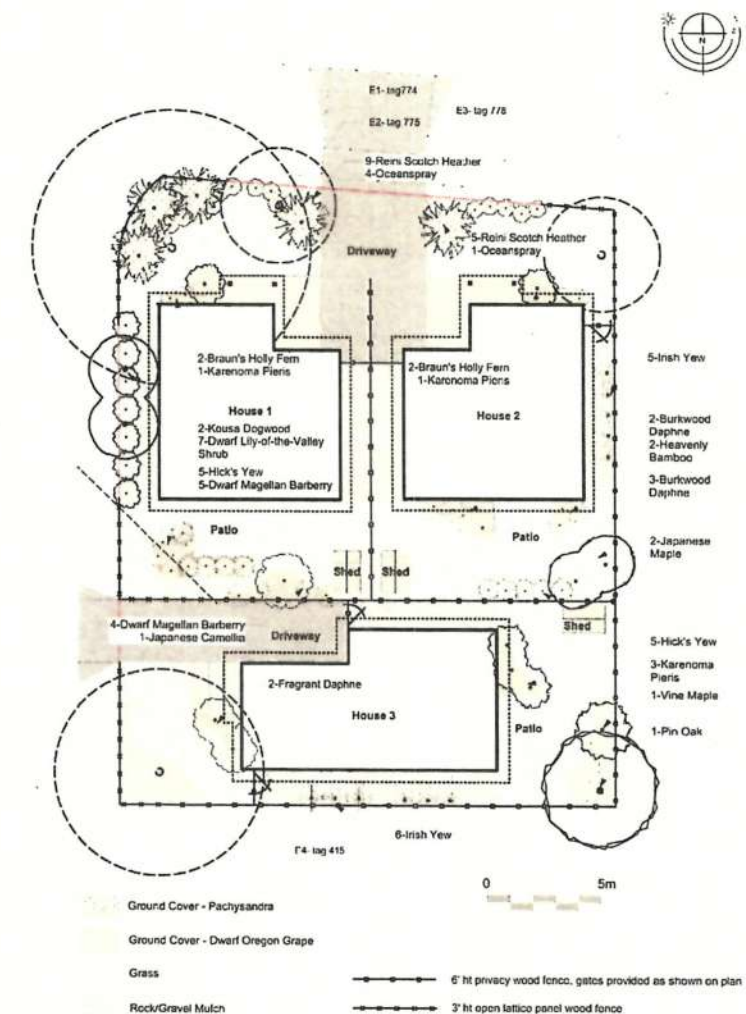 N
E1- tag774
E3- tag 778
E2- tag 775
9-Reini Scotch Heather
4-Oceanspray
Driveway
5-Reini Scotch Heather
1-Oceanspray
2-Braun's Holly Fern
1-Karenoma Pieris
House 1
2-Kousa Dogwood
7-Dwarf Lily-of-the-Valley
Shrub
5-Hick's Yew
5-Dwarf Magellan Barberry
2-Braun's Holly Fern
1-Karonoma Pieris
House 2
5-Irish Yew
2-Burkwood
Daphne
2-Heavenly
Bamboo
3-Burkwood
Daphne
2-Japanese
Maple
Patio
Patio
Shed
Shed
Shed
4-Dwarf Magellan Barberry
1-Japanese Camellia
Driveway
2-Fragrant Daphne
House 3
Patio
5-Hick's Yew
3-Karenoma
Pieris
1-Vine Maple
1-Pin Oak
6-Irish Yew
tag 415
0
5m
Ground Cover - Pachysandra
Ground Cover - Dwarf Oregon Grape
Grass
Rock/Gravel Mulch
6' ht privacy wood fence, gates provided as shown on plan
3' ht open lattice panel wood fence